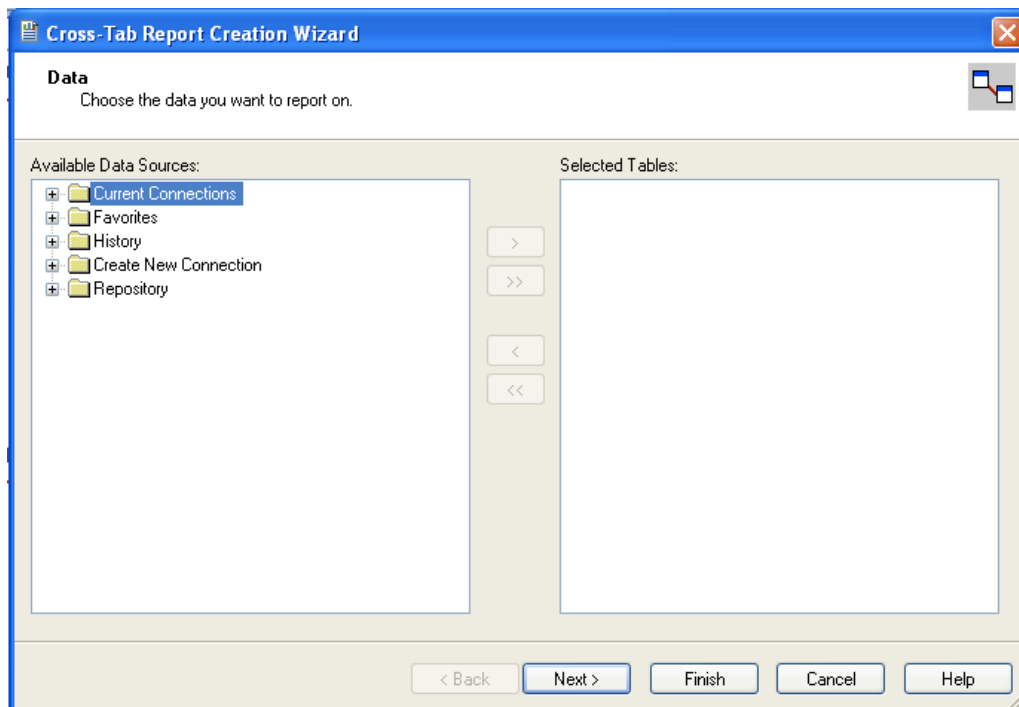 Cross-Tab Report Creation Wizard
Data
Choose the data you want to report on.
Available Data Sources:
Selected Tables:
Current Connections
Favorites
History
Create New Connection
Repository
>
>>
<
<<
< Back
Next >
Finish
Cancel
Help